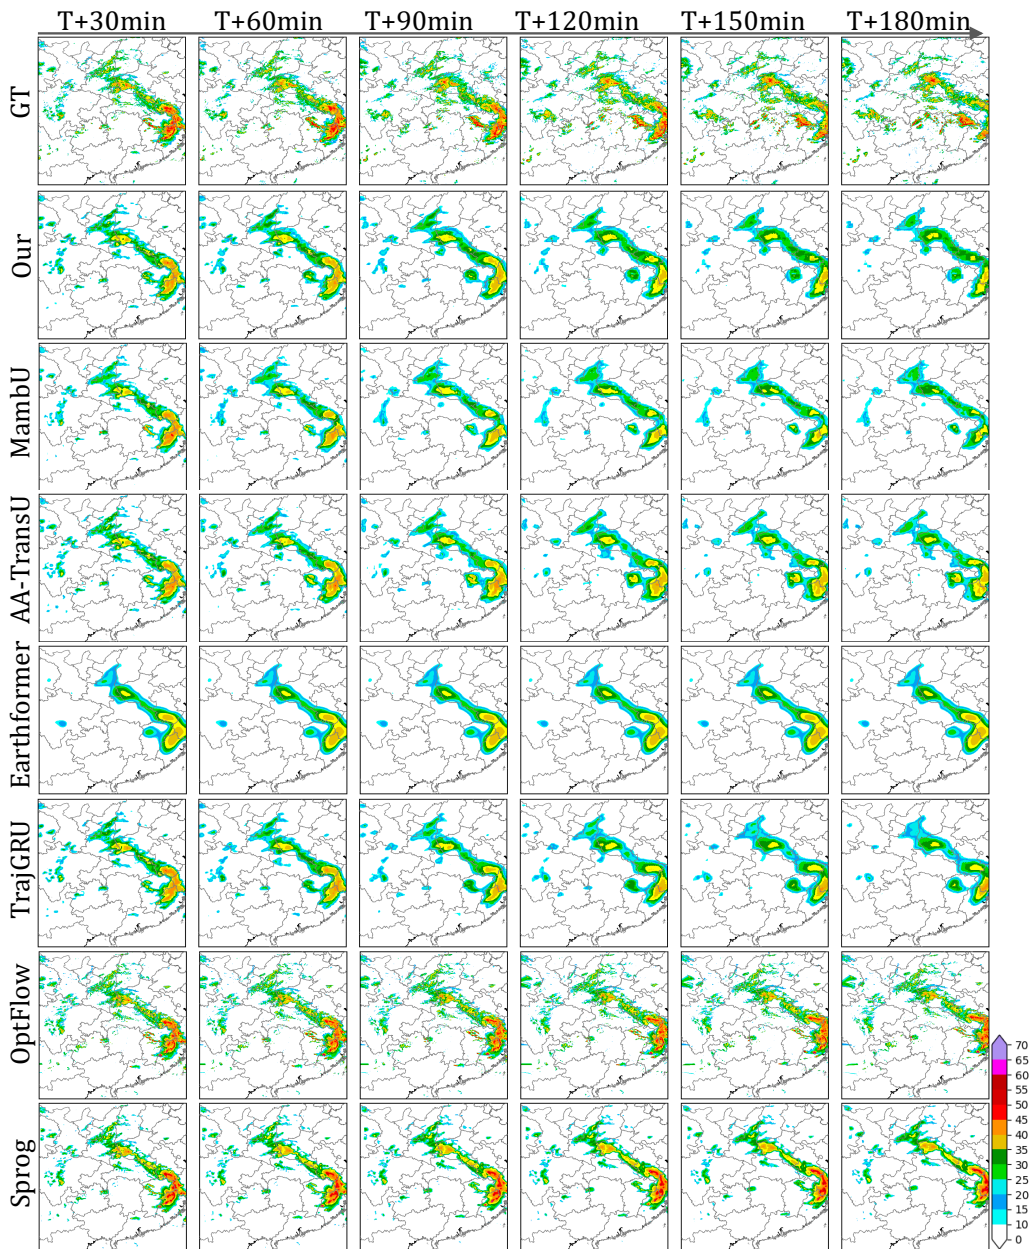 T+30min T+60min T+90min T+120min T+150min T+180min
GT
Our
MambU
AA-TransU
Earthformer
TrajGRU
OptFlow
Sprog
70
65
60
55
50
45
40
35
30
25
20
15
10
0